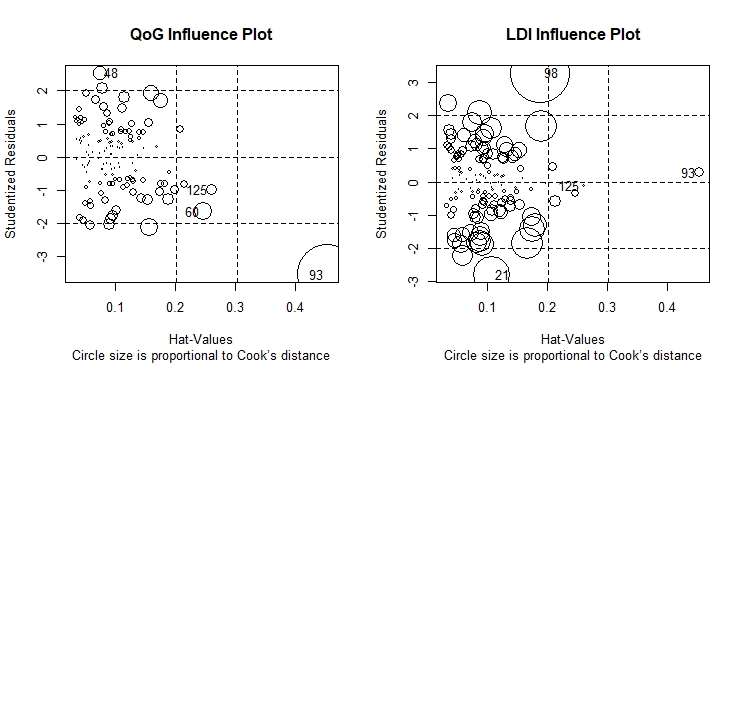 QoG Influence Plot
Studentized Residuals
2
1
0
-1
-2
-3
48
125
60
93
0.1 0.2 0.3 0.4
Hat-Values
Circle size is proportional to Cook's distance
LDI Influence Plot
Studentized Residuals
3
2
1
0
-1
-2
-3
98
93
125
21
0.1 0.2 0.3 0.4
Hat-Values
Circle size is proportional to Cook's distance